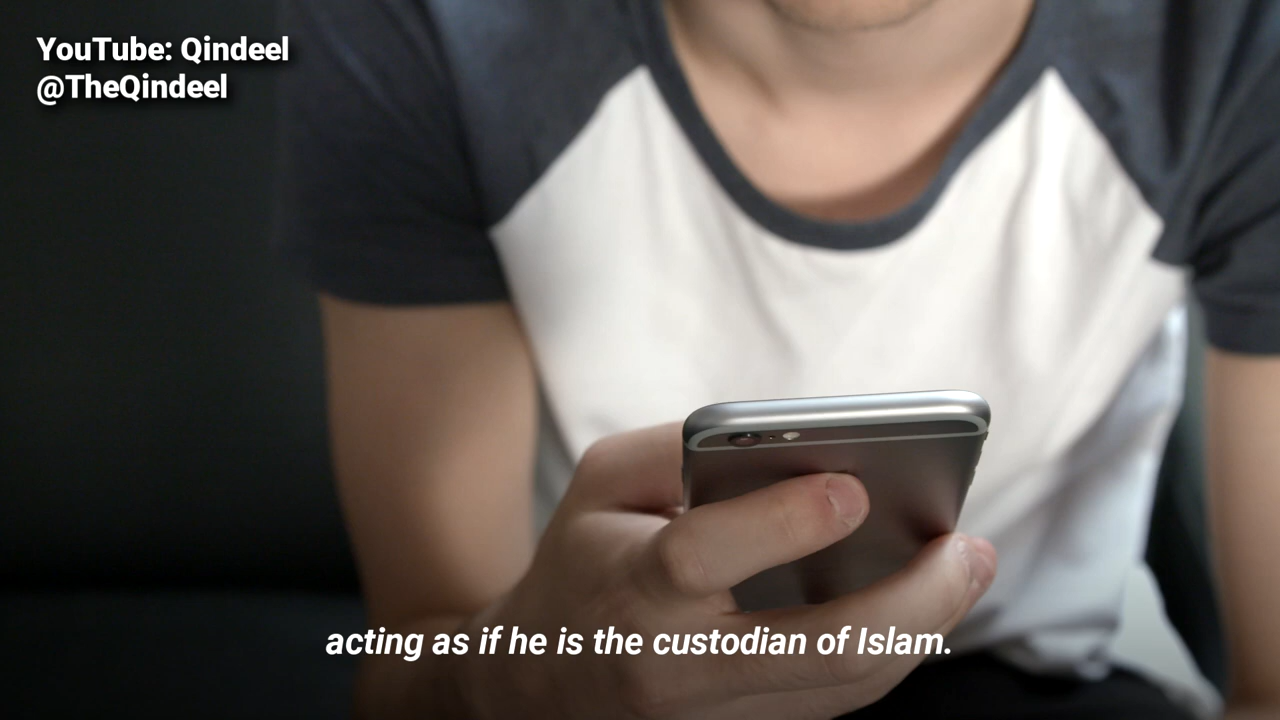 YouTube: Qindeel
@TheQindeel
acting as if he is the custodian of Islam.